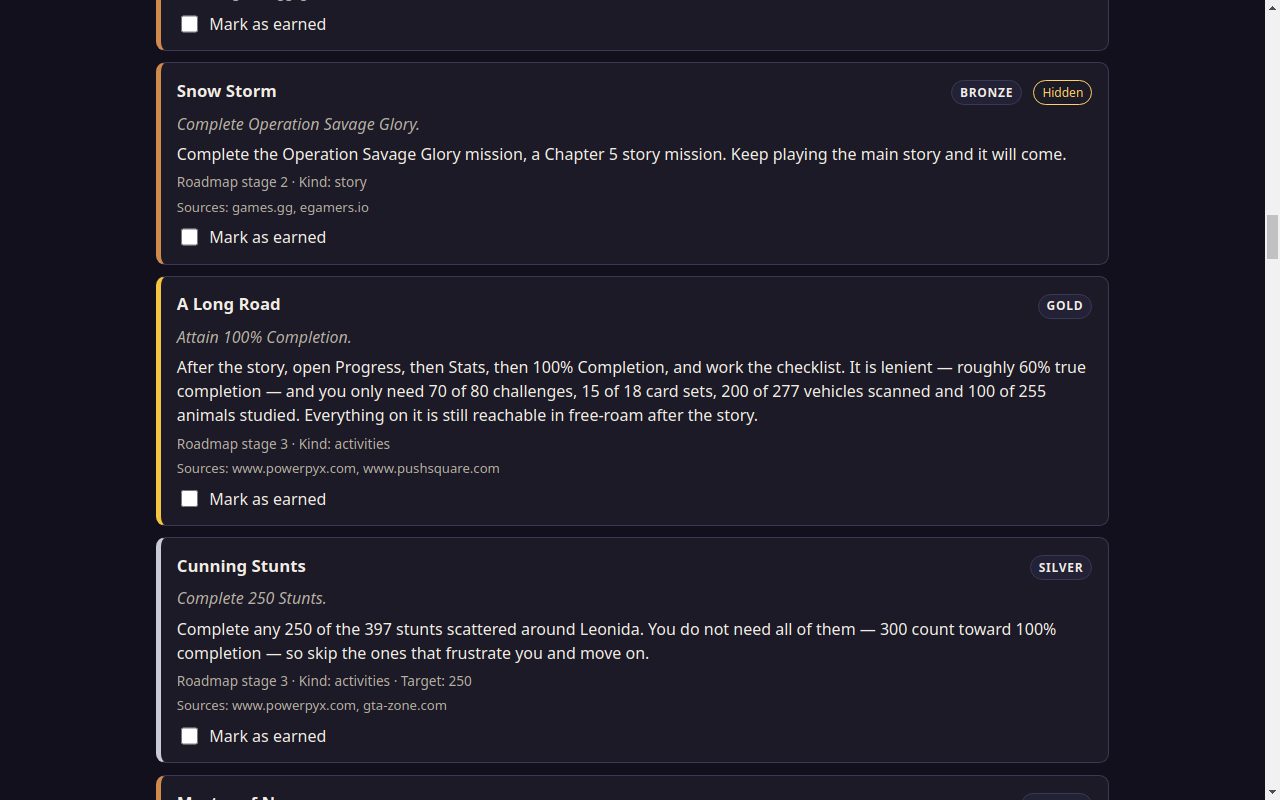 Mark as earned
Snow Storm
BRONZE
Hidden
Complete Operation Savage Glory.
Complete the Operation Savage Glory mission, a Chapter 5 story mission. Keep playing the main story and it will come.
Roadmap stage 2 · Kind: story
Sources: games.gg, egamers.io
Mark as earned
A Long Road
GOLD
Attain 100% Completion.
After the story, open Progress, then Stats, then 100% Completion, and work the checklist. It is lenient — roughly 60% true
completion — and you only need 70 of 80 challenges, 15 of 18 card sets, 200 of 277 vehicles scanned and 100 of 255
animals studied. Everything on it is still reachable in free-roam after the story.
Roadmap stage 3 · Kind: activities
Sources: www.powerpyx.com, www.pushsquare.com
Mark as earned
Cunning Stunts
SILVER
Complete 250 Stunts.
Complete any 250 of the 397 stunts scattered around Leonida. You do not need all of them — 300 count toward 100%
completion — so skip the ones that frustrate you and move on.
Roadmap stage 3 · Kind: activities · Target: 250
Sources: www.powerpyx.com, gta-zone.com
Mark as earned